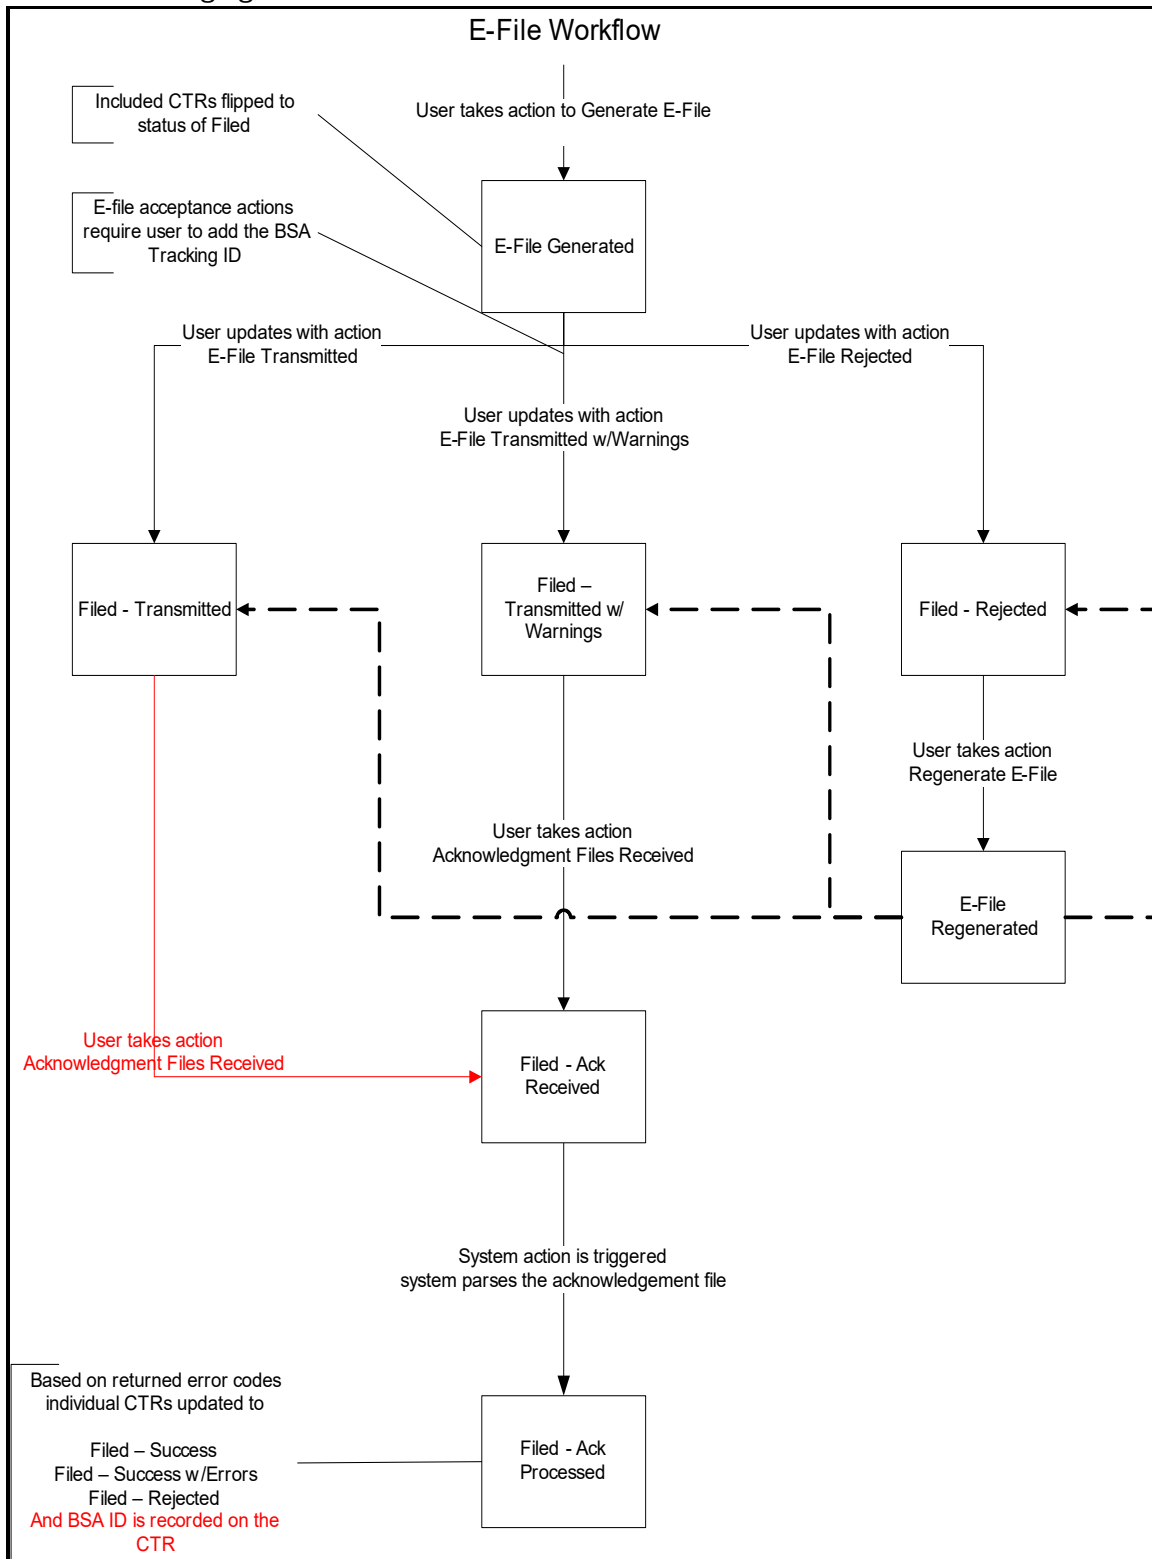 E-File Workflow
Included CTRs flipped to
status of Filed
User takes action to Generate E-File
E-file acceptance actions
require user to add the BSA
Tracking ID
E-File Generated
User updates with action
E-File Transmitted
User updates with action
E-File Rejected
User updates with action
E-File Transmitted w/Warnings
Filed - Transmitted
Filed –
Transmitted w/
Warnings
Filed - Rejected
User takes action
Regenerate E-File
User takes action
Acknowledgment Files Received
E-File
Regenerated
User takes action
Acknowledgment Files Received
Filed - Ack
Received
System action is triggered
system parses the acknowledgement file
Based on returned error codes
individual CTRs updated to
Filed – Success
Filed – Success w/Errors
Filed – Rejected
And BSA ID is recorded on the
CTR
Filed - Ack
Processed